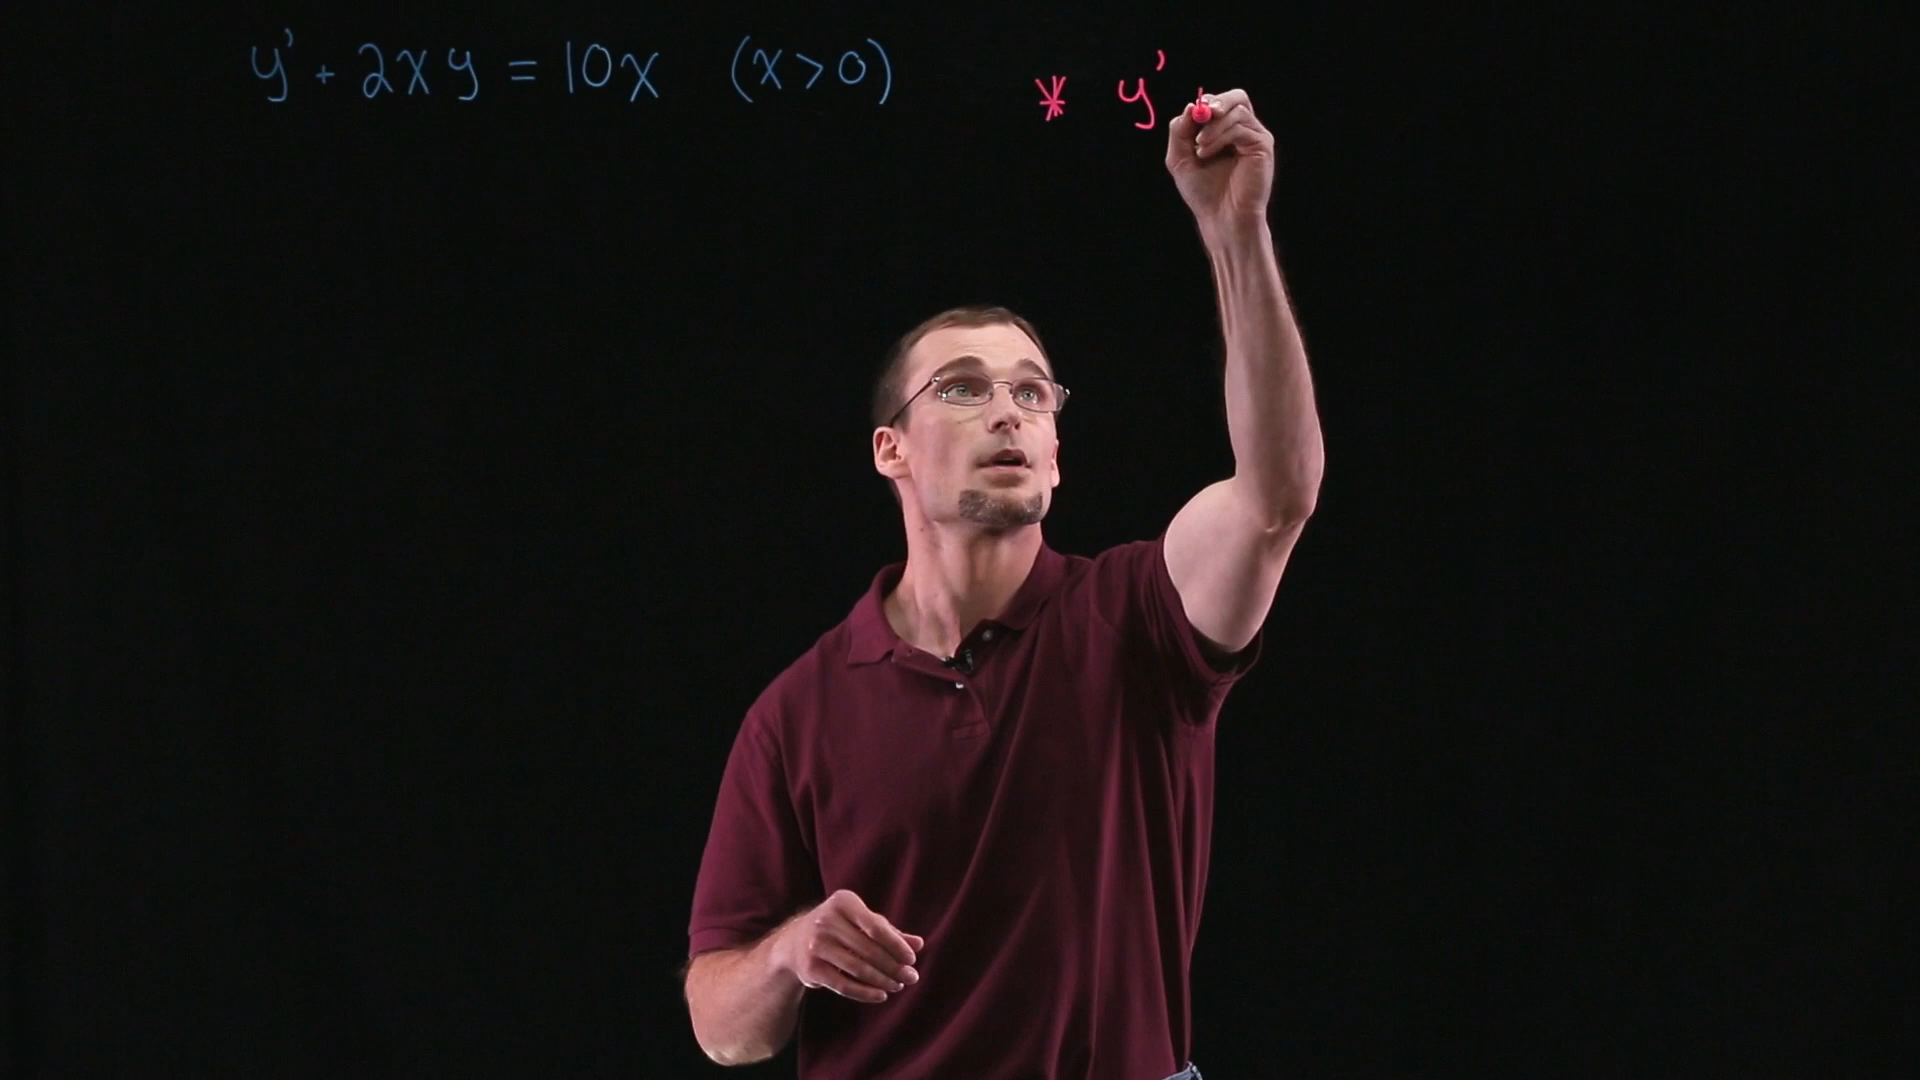 y' + 2xy = 10x (x > 0)
* y'